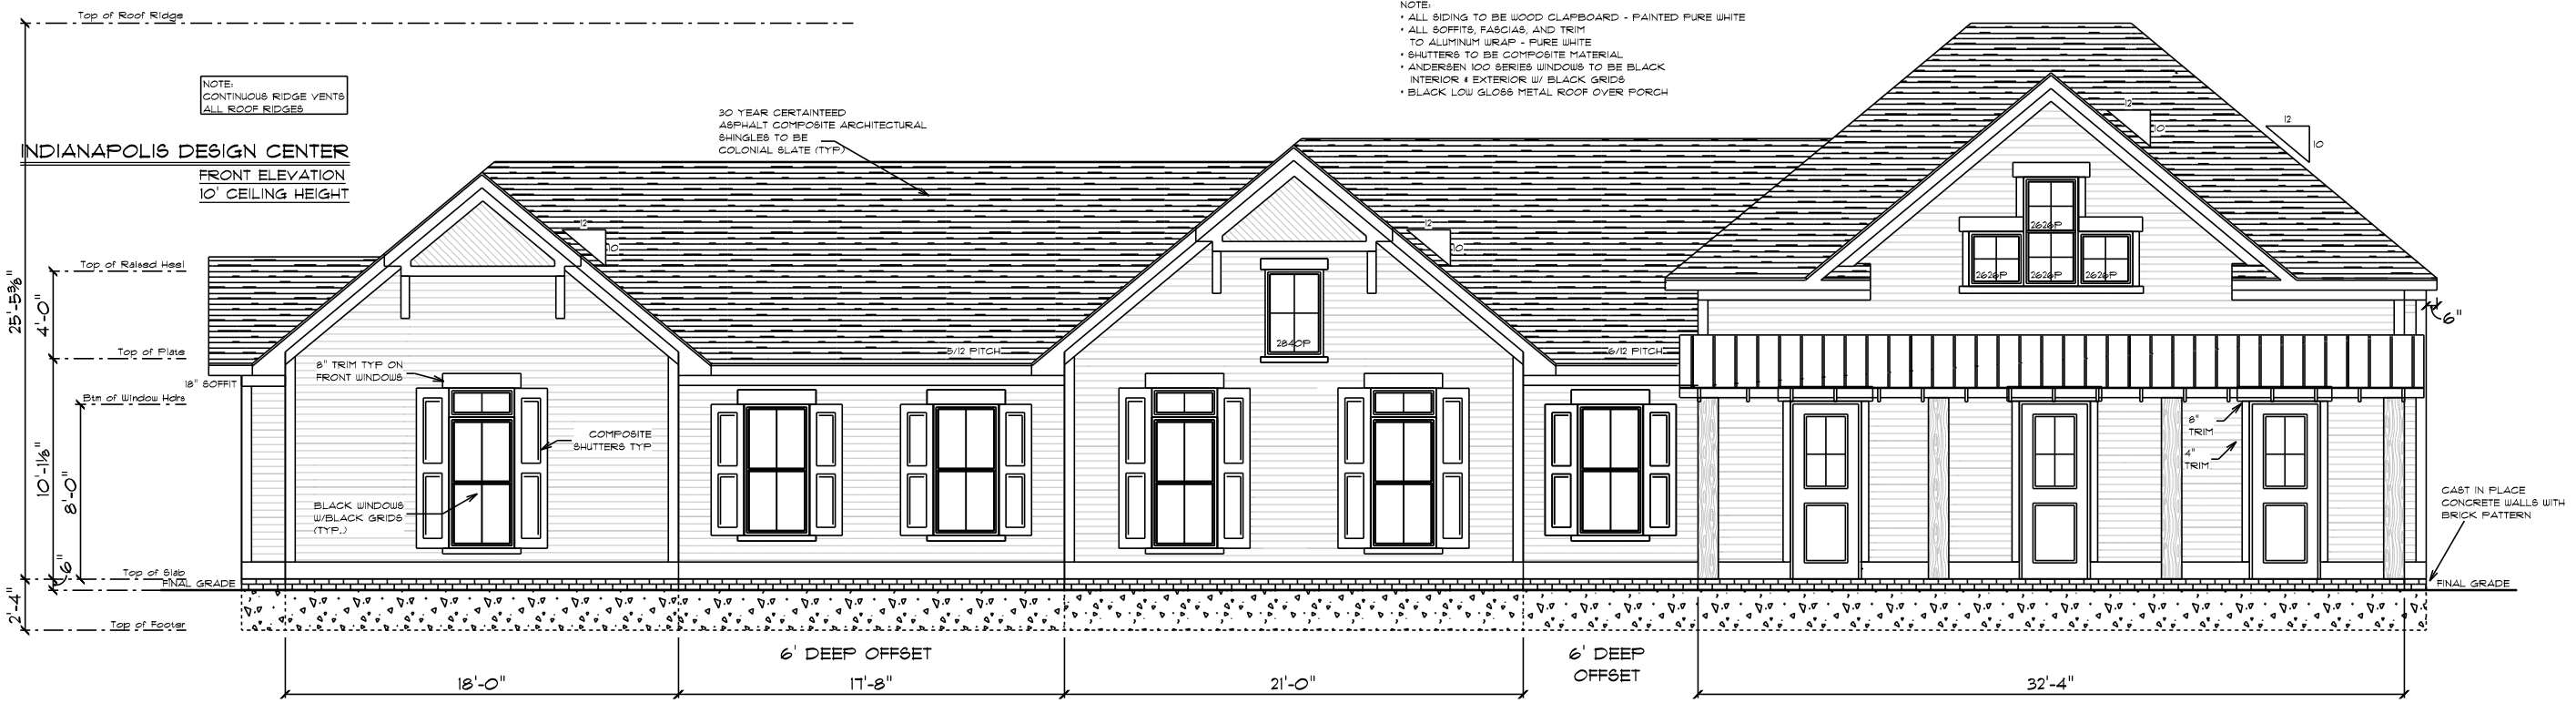 Top of Roof Ridge
NOTE:
CONTINUOUS RIDGE VENTS
ALL ROOF RIDGES
INDIANAPOLIS DESIGN CENTER
FRONT ELEVATION
10' CEILING HEIGHT
30 YEAR CERTAINTEED
ASPHALT COMPOSITE ARCHITECTURAL
SHINGLES TO BE
COLONIAL SLATE (TYP)
NOTE:
• ALL SIDING TO BE WOOD CLAPBOARD - PAINTED PURE WHITE
• ALL SOFFITS, FASCIAS, AND TRIM
TO ALUMINUM WRAP - PURE WHITE
• SHUTTERS TO BE COMPOSITE MATERIAL
• ANDERSEN 100 SERIES WINDOWS TO BE BLACK
INTERIOR & EXTERIOR W/ BLACK GRIDS
• BLACK LOW GLOSS METAL ROOF OVER PORCH
12
10
12
10
12
10
12
10
Top of Raised Heel
25'-5⅜"
4'-0"
Top of Plate
18" SOFFIT
Btm of Window Hdrs
10'-1⅛"
8'-0"
6"
Top of Slab
FINAL GRADE
2'-4"
Top of Footer
8" TRIM TYP ON
FRONT WINDOWS
COMPOSITE
SHUTTERS TYP
BLACK WINDOWS
W/BLACK GRIDS
(TYP.)
5/12 PITCH
2840P
6/12 PITCH
2626P
2626P
2626P
2626P
6"
8"
TRIM
4"
TRIM
CAST IN PLACE
CONCRETE WALLS WITH
BRICK PATTERN
FINAL GRADE
6' DEEP OFFSET
6' DEEP
OFFSET
18'-0"
17'-8"
21'-0"
32'-4"